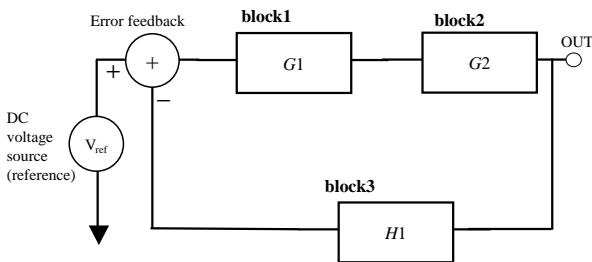 Error feedback
block1
block2
OUT
+
+
G1
G2
−
DC
voltage
source
(reference)
Vref
block3
H1